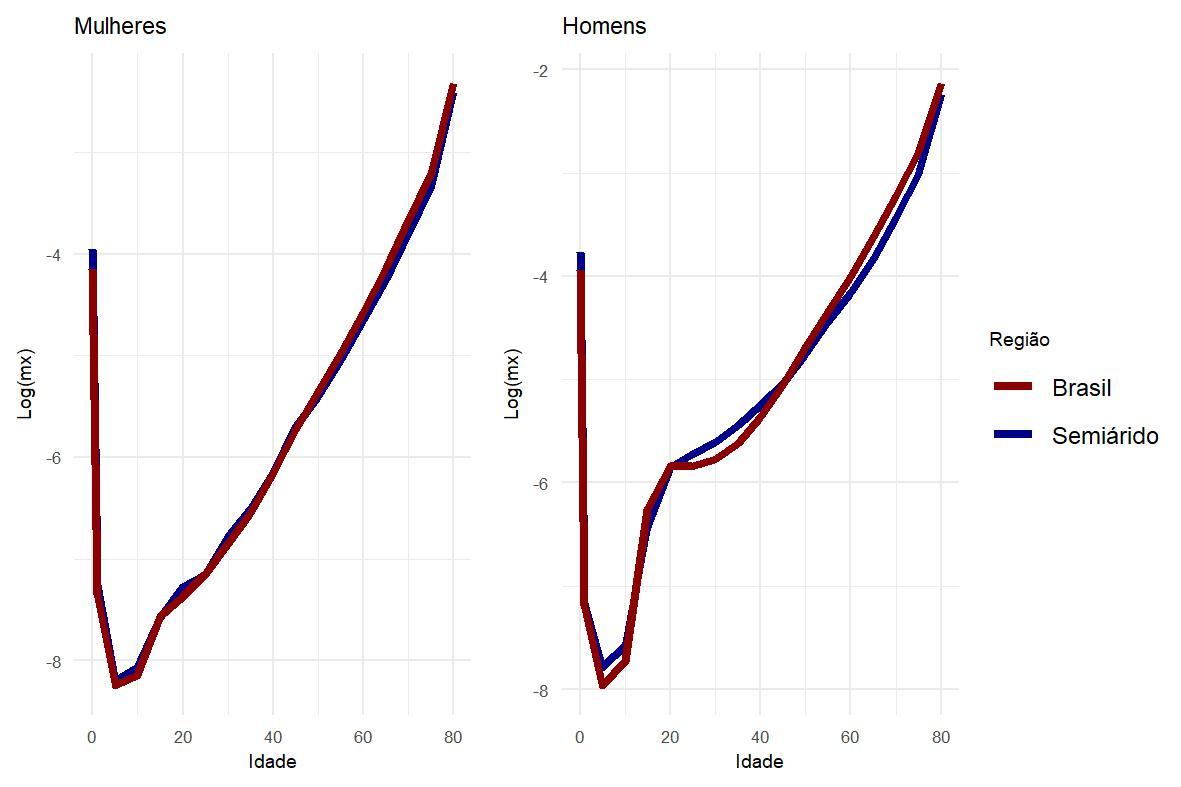 Mulheres
Homens
-4
-6
-8
Log(mx)
0 20 40 60 80
Idade
-2
-4
-6
-8
Log(mx)
0 20 40 60 80
Idade
Região
Brasil
Semiárido